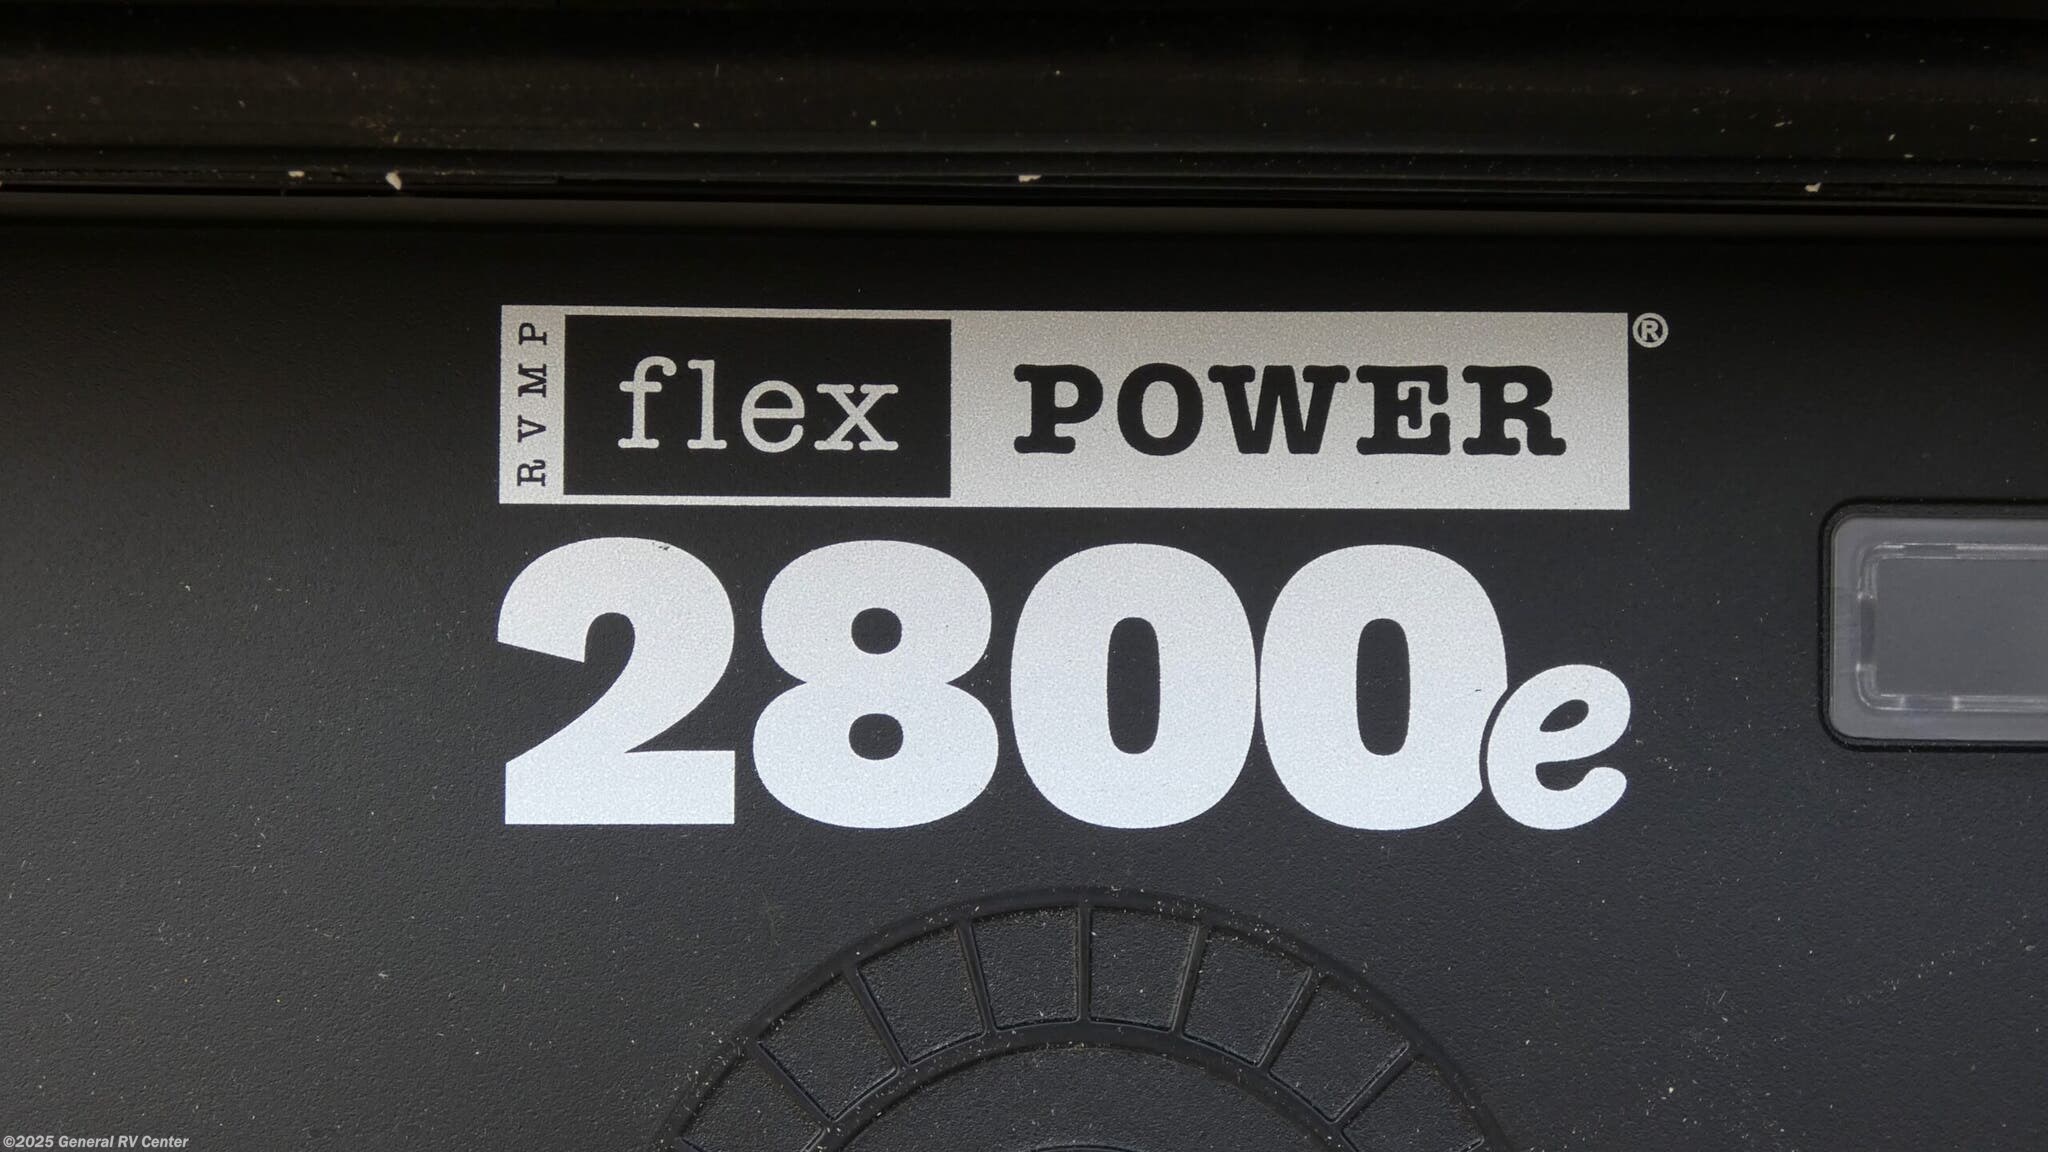 RVMP flex POWER®
2800e
©2025 General RV Center